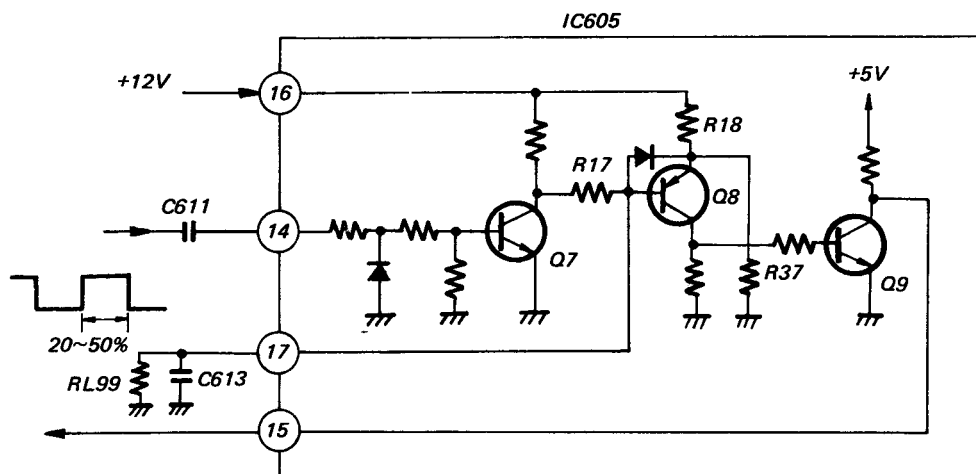 IC605
+12V
16
+5V
R18
R17
C611
Q8
14
Q7
R37
Q9
20~50%
17
RL99
C613
15